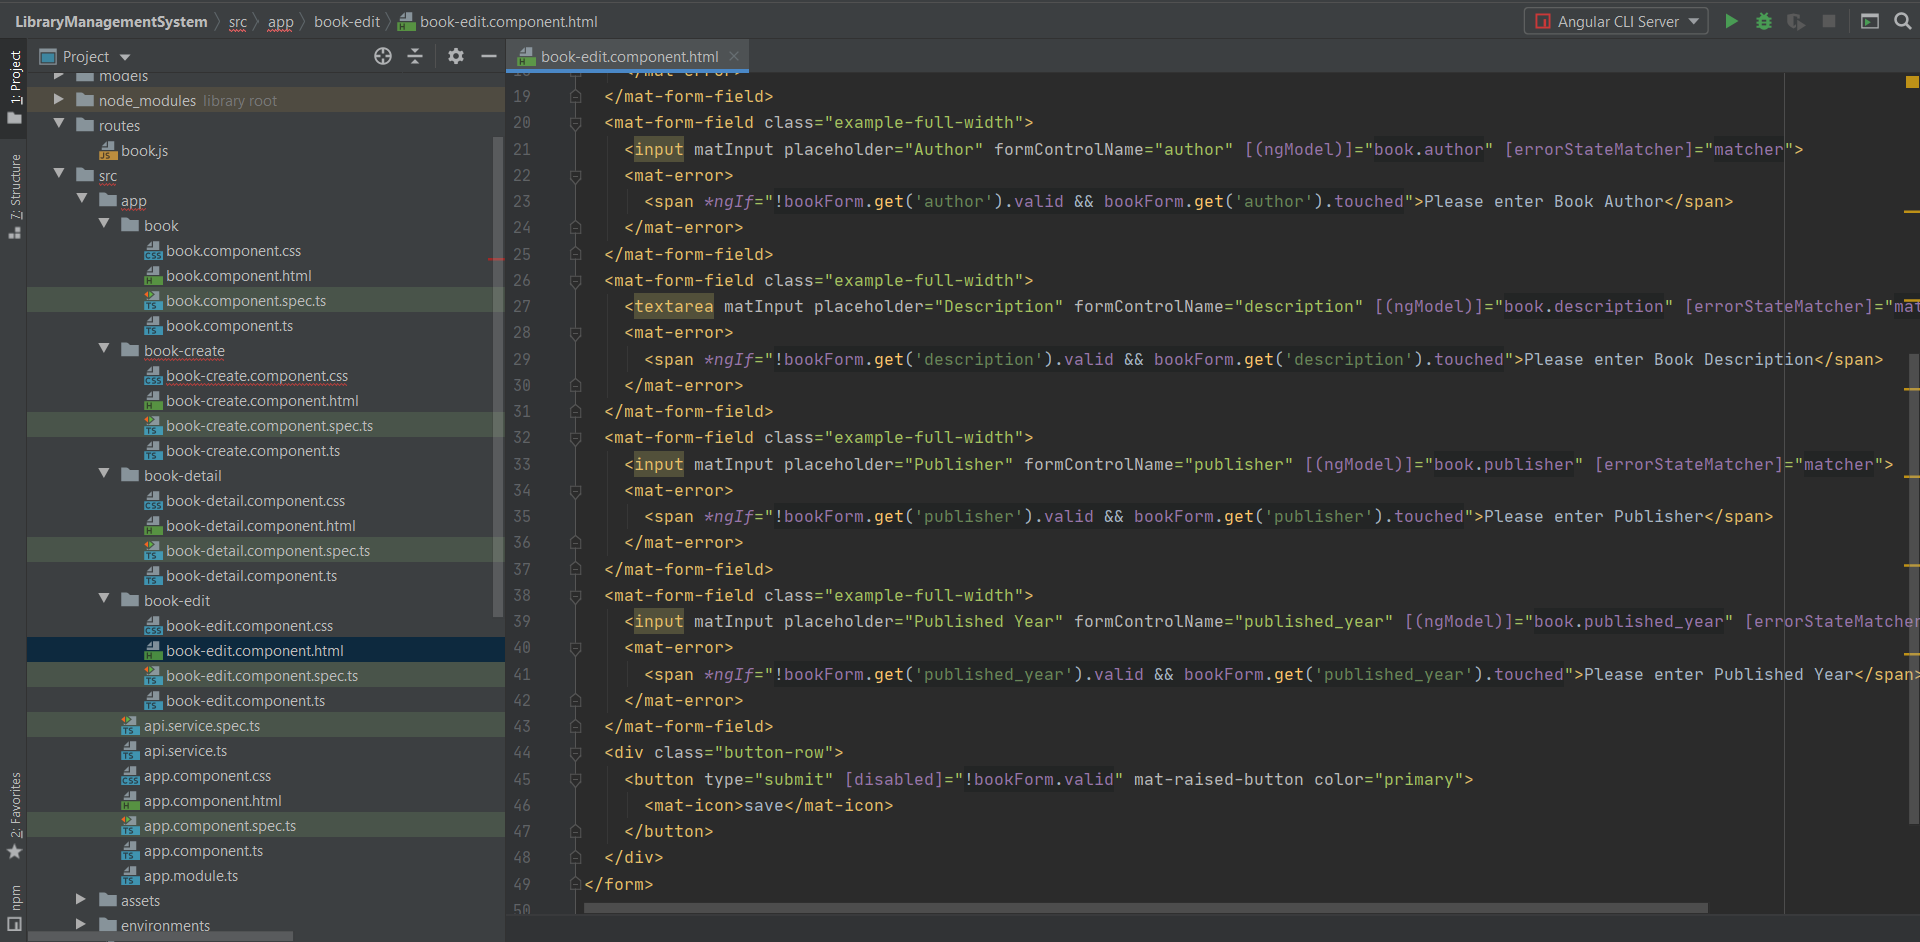 LibraryManagementSystem src app book-edit book-edit.component.html
Angular CLI Server
1: Project
7: Structure
2: Favorites
npm
Project
models
node_modules library root
routes
book.js
src
app
book
book.component.css
book.component.html
book.component.spec.ts
book.component.ts
book-create
book-create.component.css
book-create.component.html
book-create.component.spec.ts
book-create.component.ts
book-detail
book-detail.component.css
book-detail.component.html
book-detail.component.spec.ts
book-detail.component.ts
book-edit
book-edit.component.css
book-edit.component.html
book-edit.component.spec.ts
book-edit.component.ts
api.service.spec.ts
api.service.ts
app.component.css
app.component.html
app.component.spec.ts
app.component.ts
app.module.ts
assets
environments
book-edit.component.html
18 </mat-error>
19 </mat-form-field>
20 <mat-form-field class="example-full-width">
21 <input matInput placeholder="Author" formControlName="author" [(ngModel)]="book.author" [errorStateMatcher]="matcher">
22 <mat-error>
23 <span *ngIf="!bookForm.get('author').valid && bookForm.get('author').touched">Please enter Book Author</span>
24 </mat-error>
25 </mat-form-field>
26 <mat-form-field class="example-full-width">
27 <textarea matInput placeholder="Description" formControlName="description" [(ngModel)]="book.description" [errorStateMatcher]="mat
28 <mat-error>
29 <span *ngIf="!bookForm.get('description').valid && bookForm.get('description').touched">Please enter Book Description</span>
30 </mat-error>
31 </mat-form-field>
32 <mat-form-field class="example-full-width">
33 <input matInput placeholder="Publisher" formControlName="publisher" [(ngModel)]="book.publisher" [errorStateMatcher]="matcher">
34 <mat-error>
35 <span *ngIf="!bookForm.get('publisher').valid && bookForm.get('publisher').touched">Please enter Publisher</span>
36 </mat-error>
37 </mat-form-field>
38 <mat-form-field class="example-full-width">
39 <input matInput placeholder="Published Year" formControlName="published_year" [(ngModel)]="book.published_year" [errorStateMatcher
40 <mat-error>
41 <span *ngIf="!bookForm.get('published_year').valid && bookForm.get('published_year').touched">Please enter Published Year</span>
42 </mat-error>
43 </mat-form-field>
44 <div class="button-row">
45 <button type="submit" [disabled]="!bookForm.valid" mat-raised-button color="primary">
46 <mat-icon>save</mat-icon>
47 </button>
48 </div>
49 </form>
50